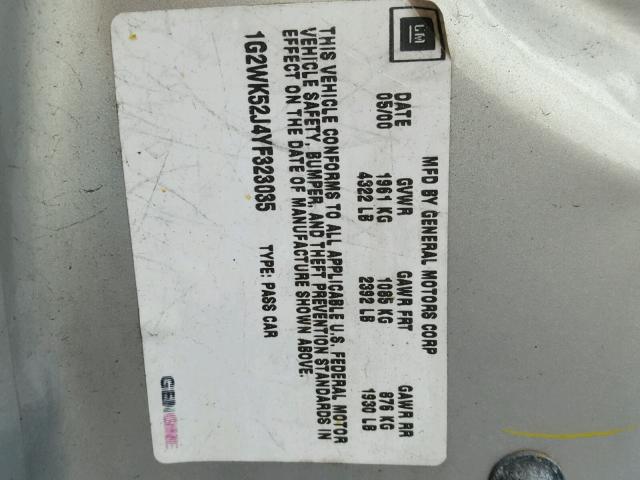 GM
MFD BY GENERAL MOTORS CORP
DATE GVWR GAWR FRT GAWR RR
05/00 1961 KG 1085 KG 876 KG
4322 LB 2392 LB 1930 LB
THIS VEHICLE CONFORMS TO ALL APPLICABLE U.S. FEDERAL MOTOR
VEHICLE SAFETY, BUMPER, AND THEFT PREVENTION STANDARDS IN
EFFECT ON THE DATE OF MANUFACTURE SHOWN ABOVE.
1G2WK52J4YF323035 TYPE: PASS CAR
GENUINE